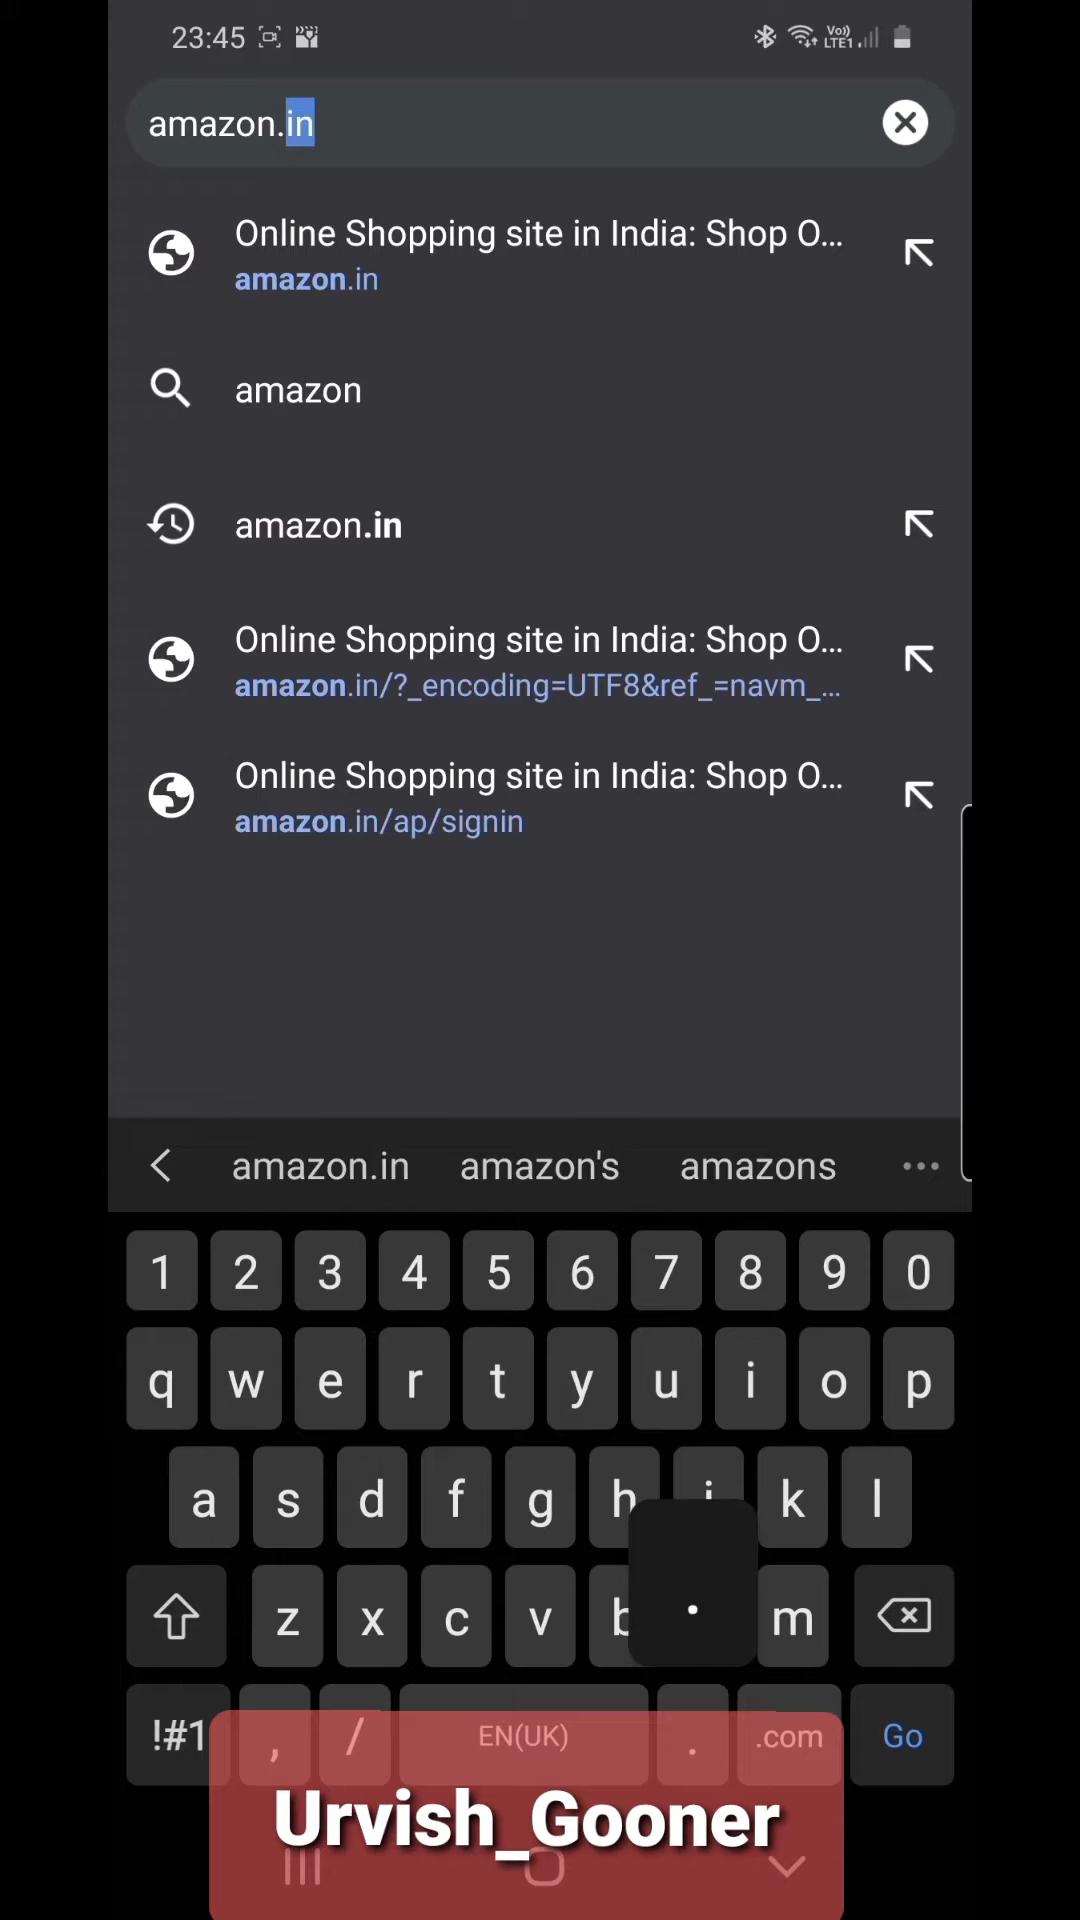 23:45 Vo)) LTE1
amazon.in
Online Shopping site in India: Shop O...
amazon.in
amazon
amazon.in
Online Shopping site in India: Shop O...
amazon.in/?_encoding=UTF8&ref_=navm_...
Online Shopping site in India: Shop O...
amazon.in/ap/signin
amazon.in amazon's amazons ...
1 2 3 4 5 6 7 8 9 0
q w e r t y u i o p
a s d f g h j k l
z x c v b . m
!#1 , / EN(UK) . .com Go
Urvish_Gooner